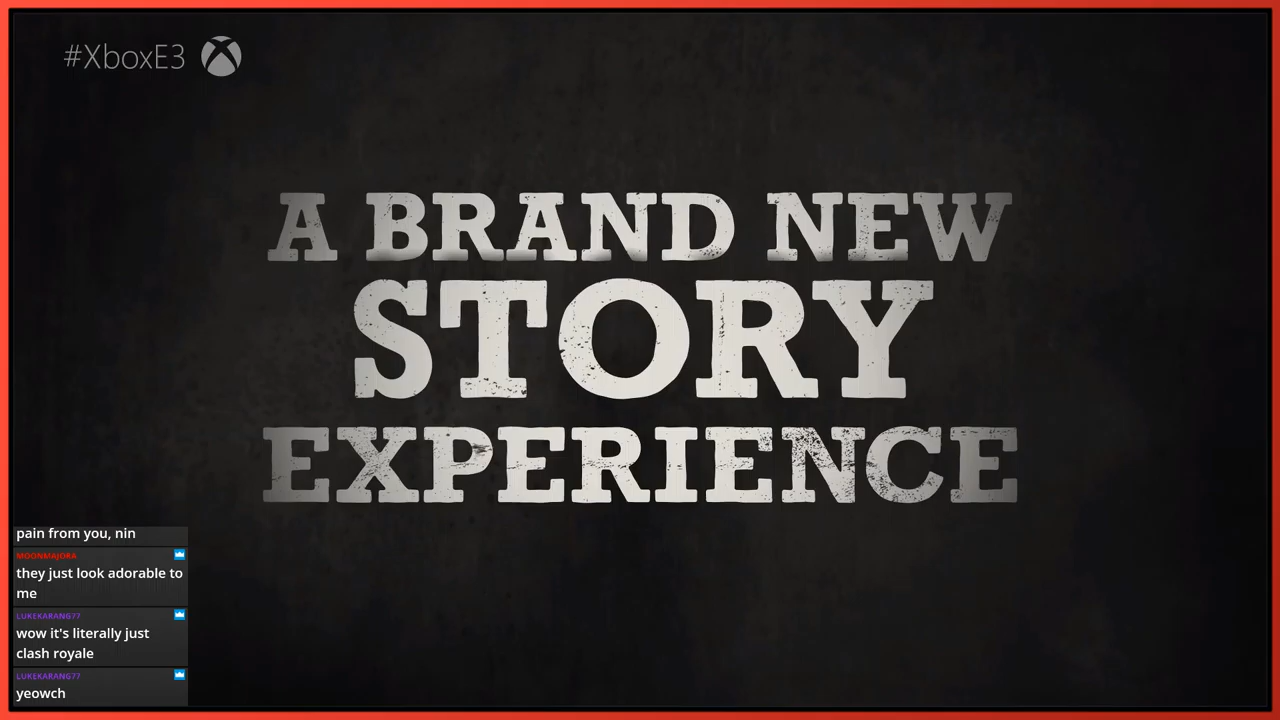 #XboxE3
A BRAND NEW
STORY
EXPERIENCE
pain from you, nin
MOONMAJORA
they just look adorable to
me
LUKEKARANG77
wow it's literally just
clash royale
LUKEKARANG77
yeowch